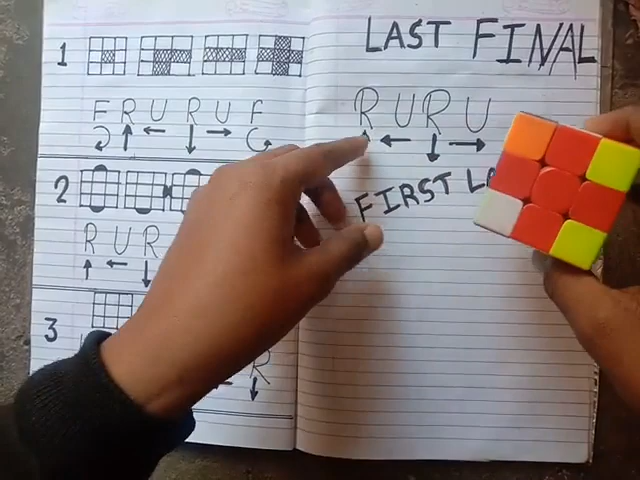 1
F R U R U F
2
R U R
3
R
LAST FINAL
R U R U
FIRST